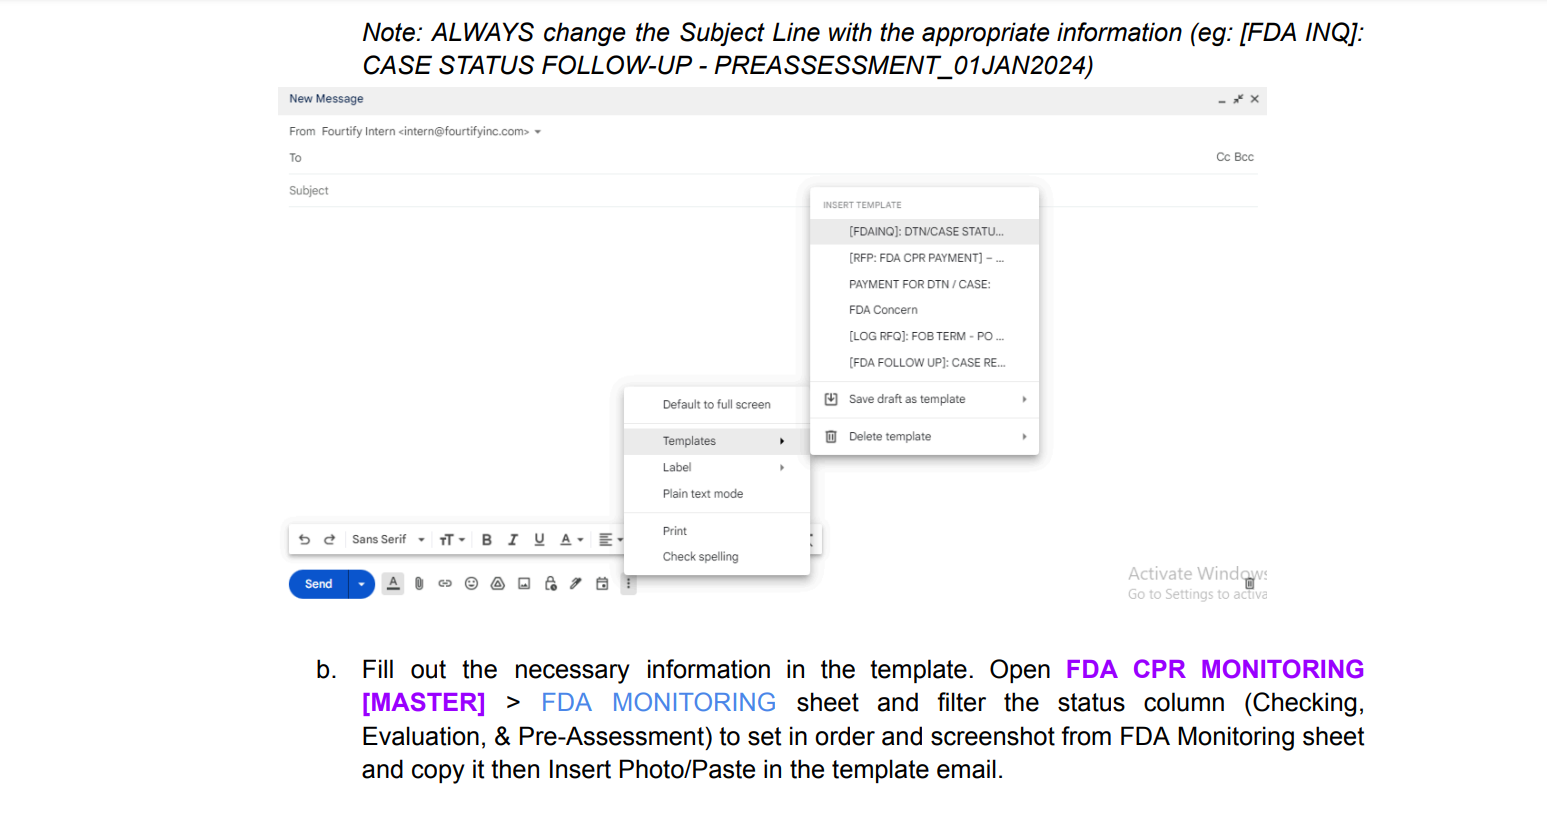 Note: ALWAYS change the Subject Line with the appropriate information (eg: [FDA INQ]:
CASE STATUS FOLLOW-UP - PREASSESSMENT_01JAN2024)
New Message
From Fourtify Intern <intern@fourtifyinc.com>
To
Cc Bcc
Subject
INSERT TEMPLATE
[FDAINQ]: DTN/CASE STATU...
[RFP: FDA CPR PAYMENT] – ...
PAYMENT FOR DTN / CASE:
FDA Concern
[LOG RFQ]: FOB TERM - PO ...
[FDA FOLLOW UP]: CASE RE...
Save draft as template
Delete template
Default to full screen
Templates
Label
Plain text mode
Print
Check spelling
Sans Serif
Send
Activate Windows
Go to Settings to activa
b. Fill out the necessary information in the template. Open FDA CPR MONITORING
[MASTER] > FDA MONITORING sheet and filter the status column (Checking,
Evaluation, & Pre-Assessment) to set in order and screenshot from FDA Monitoring sheet
and copy it then Insert Photo/Paste in the template email.